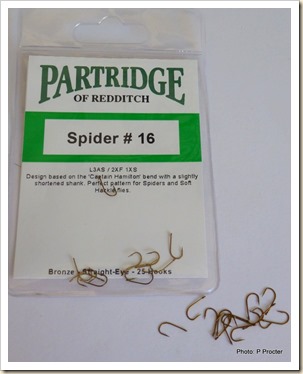 PARTRIDGE
OF REDDITCH
Spider # 16
L3AS / 2XF 1XS
Design based on the 'Captain Hamilton' bend with a slightly
shortened shank. Perfect pattern for Spiders and Soft
Hackle flies.
Bronze - Straight-Eye - 25 hooks
Photo: P Procter